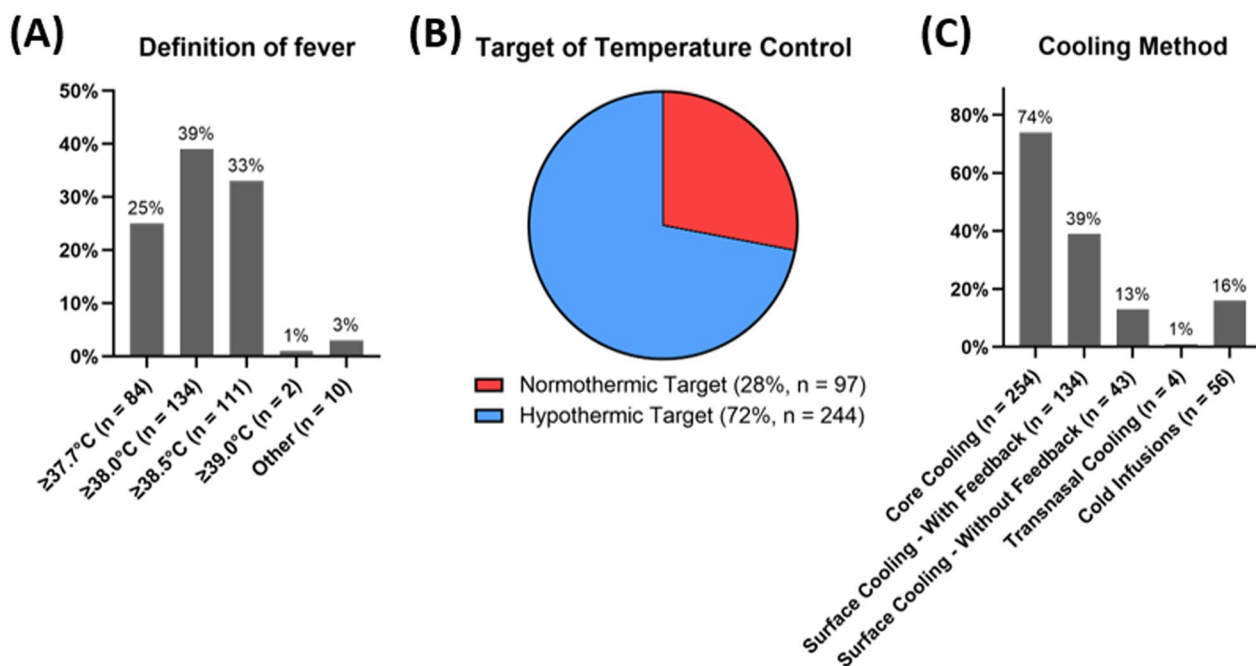 (A)
Definition of fever
50%
40%
30%
20%
10%
0%
25%
39%
33%
1%
3%
≥37.7°C (n = 84)
≥38.0°C (n = 134)
≥38.5°C (n = 111)
≥39.0°C (n = 2)
Other (n = 10)
(B)
Target of Temperature Control
Normothermic Target (28%, n = 97)
Hypothermic Target (72%, n = 244)
(C)
Cooling Method
80%
60%
40%
20%
0%
74%
39%
13%
1%
16%
Core Cooling (n = 254)
Surface Cooling - With Feedback (n = 134)
Surface Cooling - Without Feedback (n = 43)
Transnasal Cooling (n = 4)
Cold Infusions (n = 56)